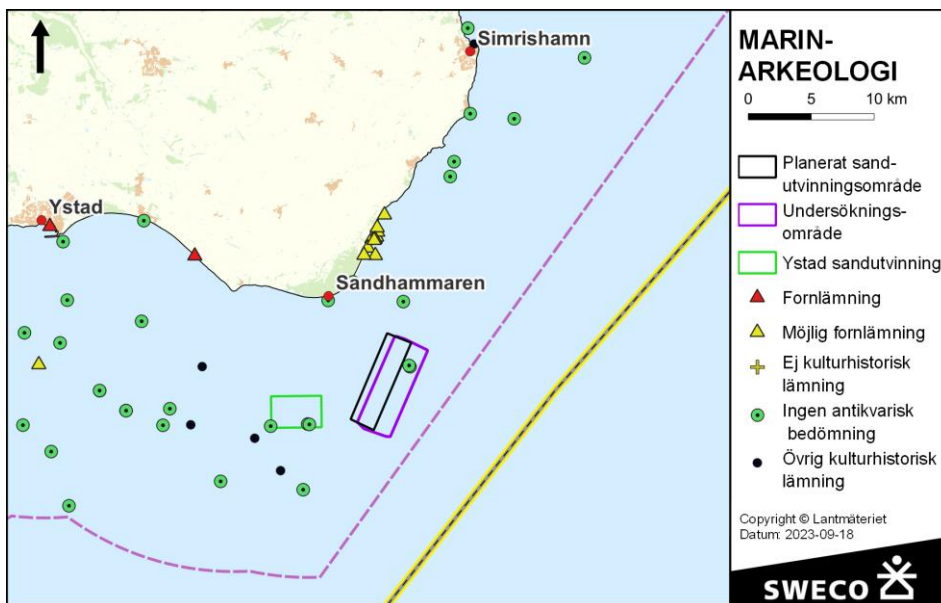 Simrishamn
Ystad
Sandhammaren
MARIN-
ARKEOLOGI
0 5 10 km
Planerat sand-
utvinningsområde
Undersöknings-
område
Ystad sandutvinning
Fornlämning
Möjlig fornlämning
Ej kulturhistorisk
lämning
Ingen antikvarisk
bedömning
Övrig kulturhistorisk
lämning
Copyright © Lantmäteriet
Datum: 2023-09-18
SWECO